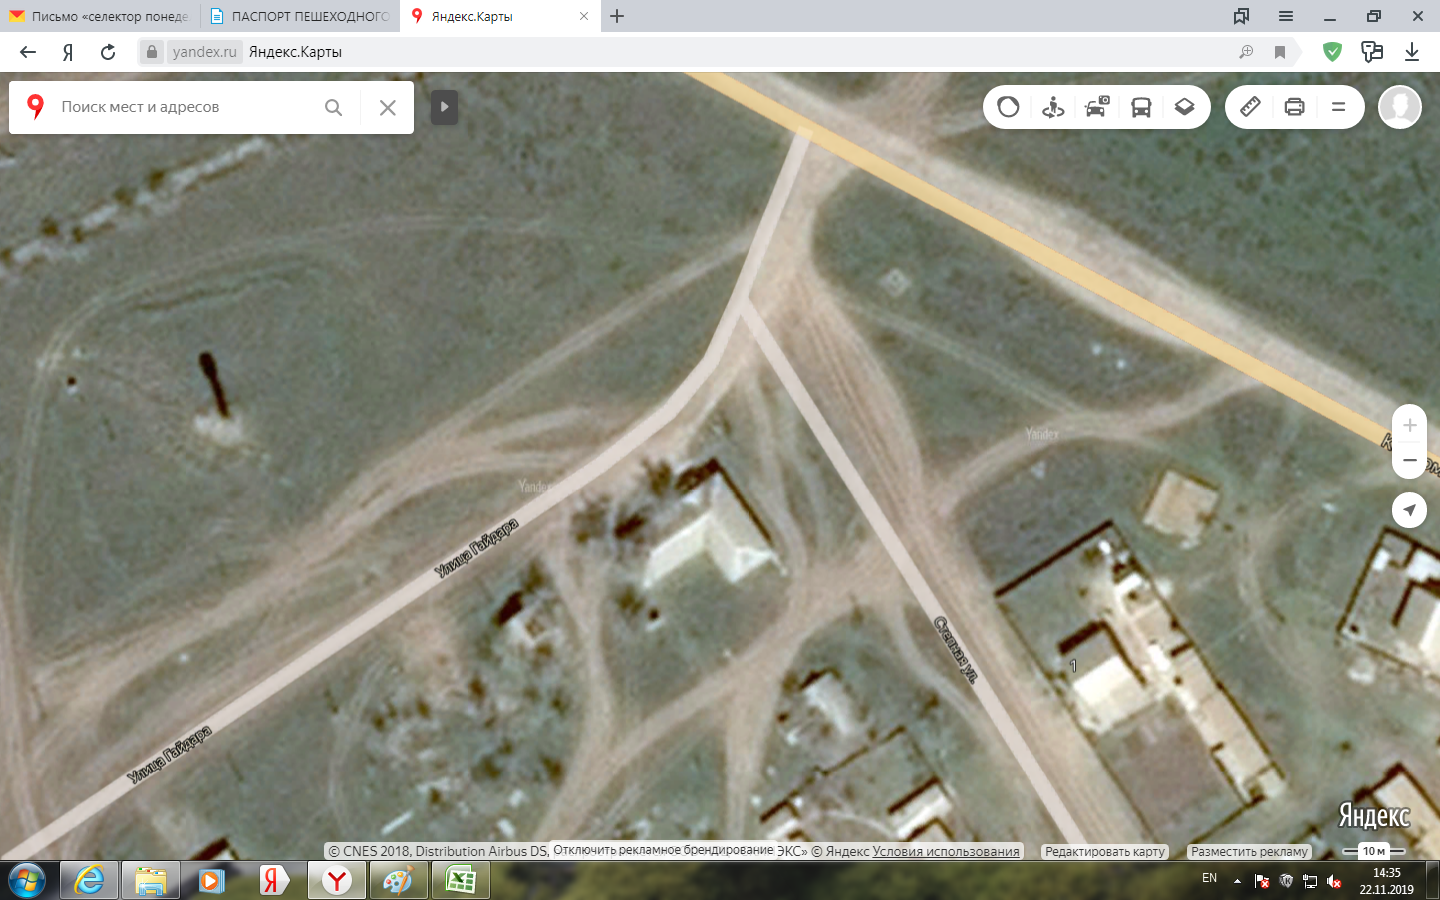 Письмо «селектор понеде
ПАСПОРТ ПЕШЕХОДНОГО
Яндекс.Карты
yandex.ru Яндекс.Карты
Поиск мест и адресов
Yandex
Yandex
Улица Гайдара
Степная ул.
1
Улица Гайдара
Яндекс
© CNES 2018, Distribution Airbus DS, Отключить рекламное брендирование ЭКС» © Яндекс Условия использования
Редактировать карту
Разместить рекламу
10 м
EN
14:35
22.11.2019